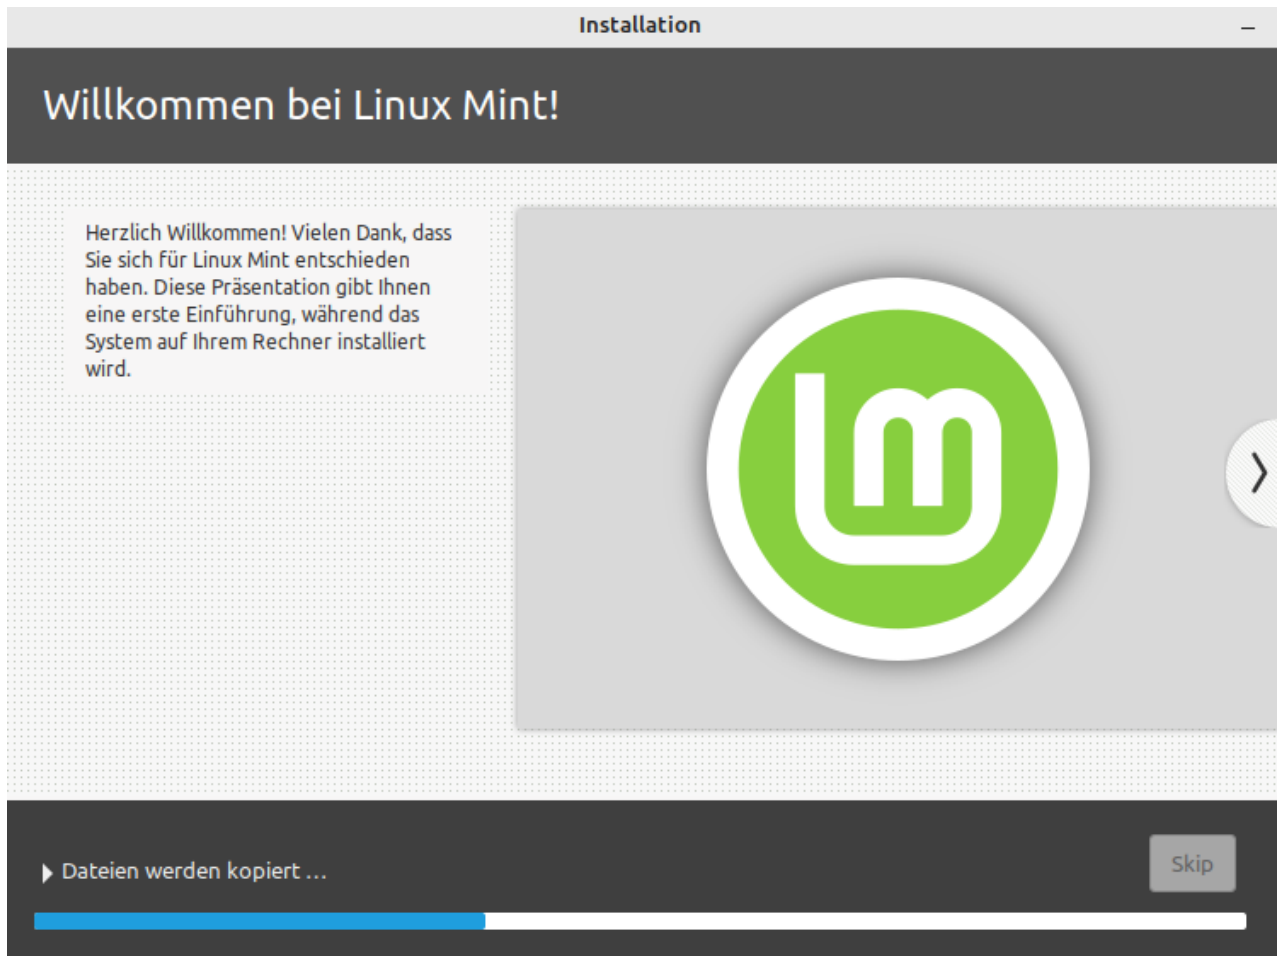 Installation
Willkommen bei Linux Mint!
Herzlich Willkommen! Vielen Dank, dass
Sie sich für Linux Mint entschieden
haben. Diese Präsentation gibt Ihnen
eine erste Einführung, während das
System auf Ihrem Rechner installiert
wird.
Dateien werden kopiert …
Skip